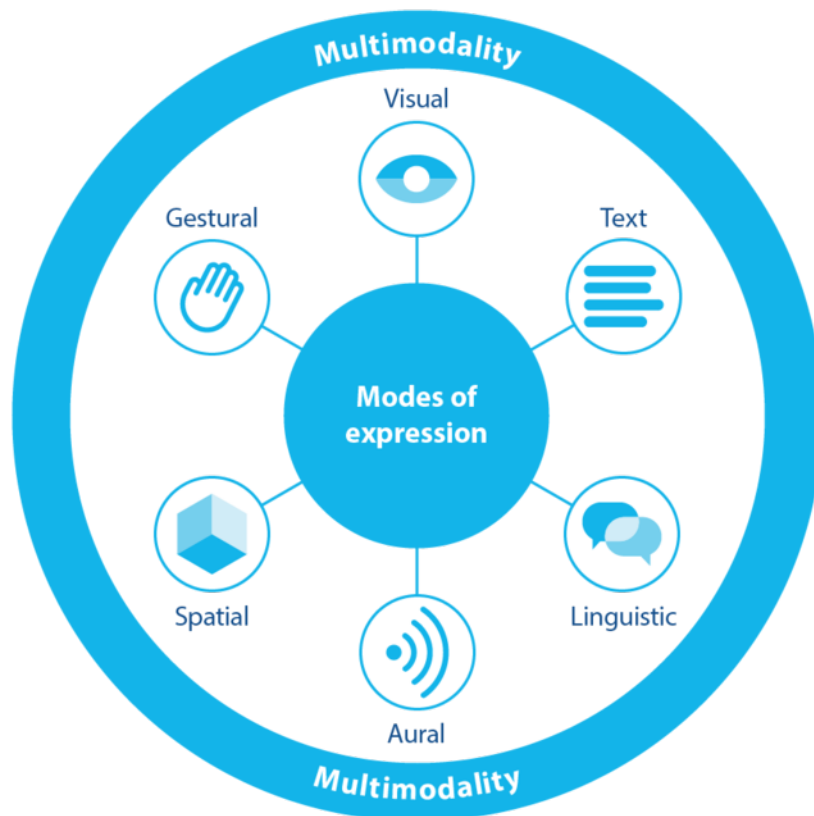 Multimodality
Visual
Gestural
Text
Modes of
expression
Spatial
Linguistic
Aural
Multimodality